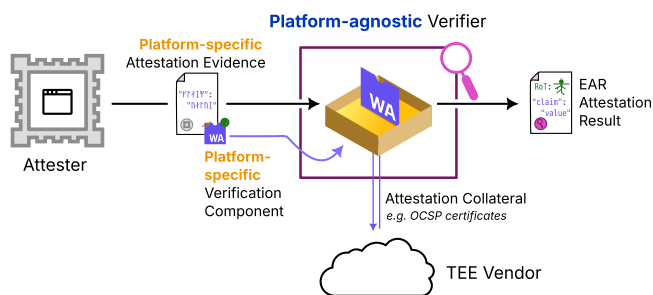 Platform-agnostic Verifier
Platform-specific
Attestation Evidence
WA
Platform-
specific
Verification
Component
Attester
WA
RoT:
"claim":
"value"
EAR
Attestation
Result
Attestation Collateral
e.g. OCSP certificates
TEE Vendor